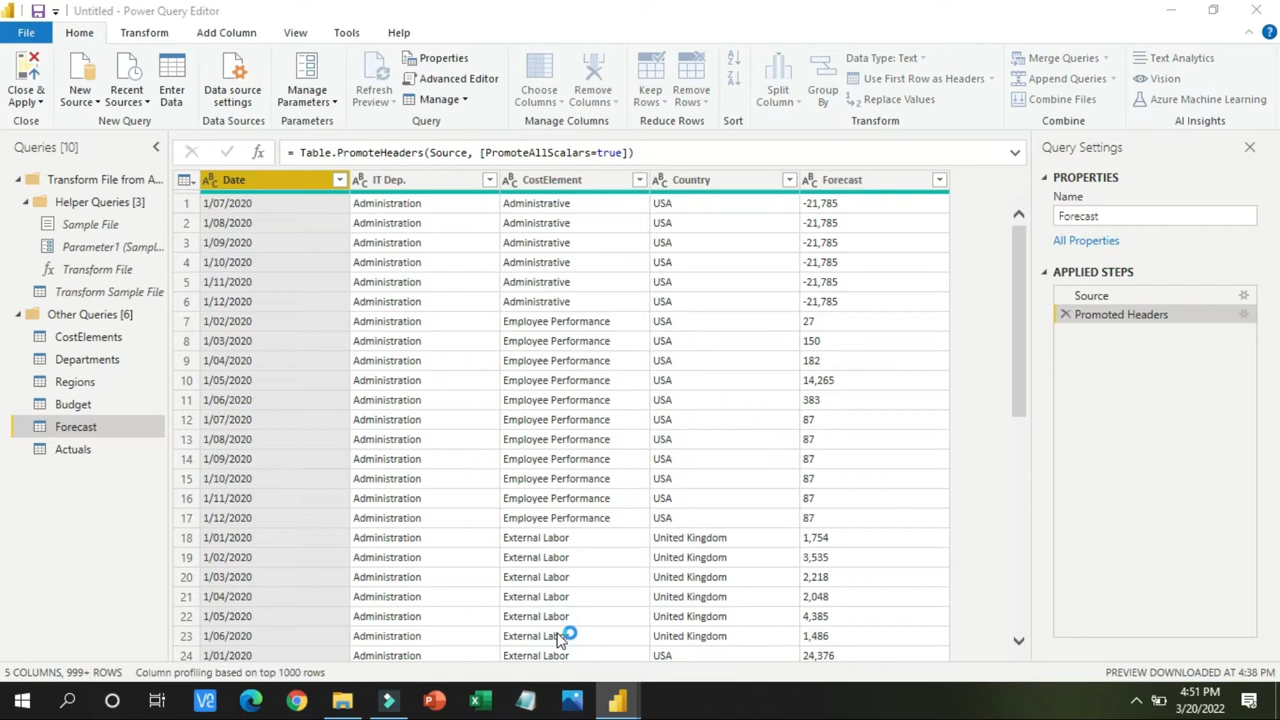 Untitled - Power Query Editor
File Home Transform Add Column View Tools Help
Close & Apply New Source Recent Sources Enter Data Data source settings Manage Parameters Refresh Preview Properties Advanced Editor Manage Choose Columns Remove Columns Keep Rows Remove Rows Split Column Group By Data Type: Text Use First Row as Headers Replace Values Merge Queries Append Queries Combine Files Text Analytics Vision Azure Machine Learning
Close New Query Data Sources Parameters Query Manage Columns Reduce Rows Sort Transform Combine AI Insights
Queries [10]
Transform File from A...
Helper Queries [3]
Sample File
Parameter1 (Sampl...
fx Transform File
Transform Sample File
Other Queries [6]
CostElements
Departments
Regions
Budget
Forecast
Actuals
fx = Table.PromoteHeaders(Source, [PromoteAllScalars=true])
Date IT Dep. CostElement Country Forecast
1 1/07/2020 Administration Administrative USA -21,785
2 1/08/2020 Administration Administrative USA -21,785
3 1/09/2020 Administration Administrative USA -21,785
4 1/10/2020 Administration Administrative USA -21,785
5 1/11/2020 Administration Administrative USA -21,785
6 1/12/2020 Administration Administrative USA -21,785
7 1/02/2020 Administration Employee Performance USA 27
8 1/03/2020 Administration Employee Performance USA 150
9 1/04/2020 Administration Employee Performance USA 182
10 1/05/2020 Administration Employee Performance USA 14,265
11 1/06/2020 Administration Employee Performance USA 383
12 1/07/2020 Administration Employee Performance USA 87
13 1/08/2020 Administration Employee Performance USA 87
14 1/09/2020 Administration Employee Performance USA 87
15 1/10/2020 Administration Employee Performance USA 87
16 1/11/2020 Administration Employee Performance USA 87
17 1/12/2020 Administration Employee Performance USA 87
18 1/01/2020 Administration External Labor United Kingdom 1,754
19 1/02/2020 Administration External Labor United Kingdom 3,535
20 1/03/2020 Administration External Labor United Kingdom 2,218
21 1/04/2020 Administration External Labor United Kingdom 2,048
22 1/05/2020 Administration External Labor United Kingdom 4,385
23 1/06/2020 Administration External Labor United Kingdom 1,486
24 1/01/2020 Administration External Labor USA 24,376
Query Settings
PROPERTIES
Name
Forecast
All Properties
APPLIED STEPS
Source
Promoted Headers
5 COLUMNS, 999+ ROWS Column profiling based on top 1000 rows PREVIEW DOWNLOADED AT 4:38 PM
4:51 PM
3/20/2022